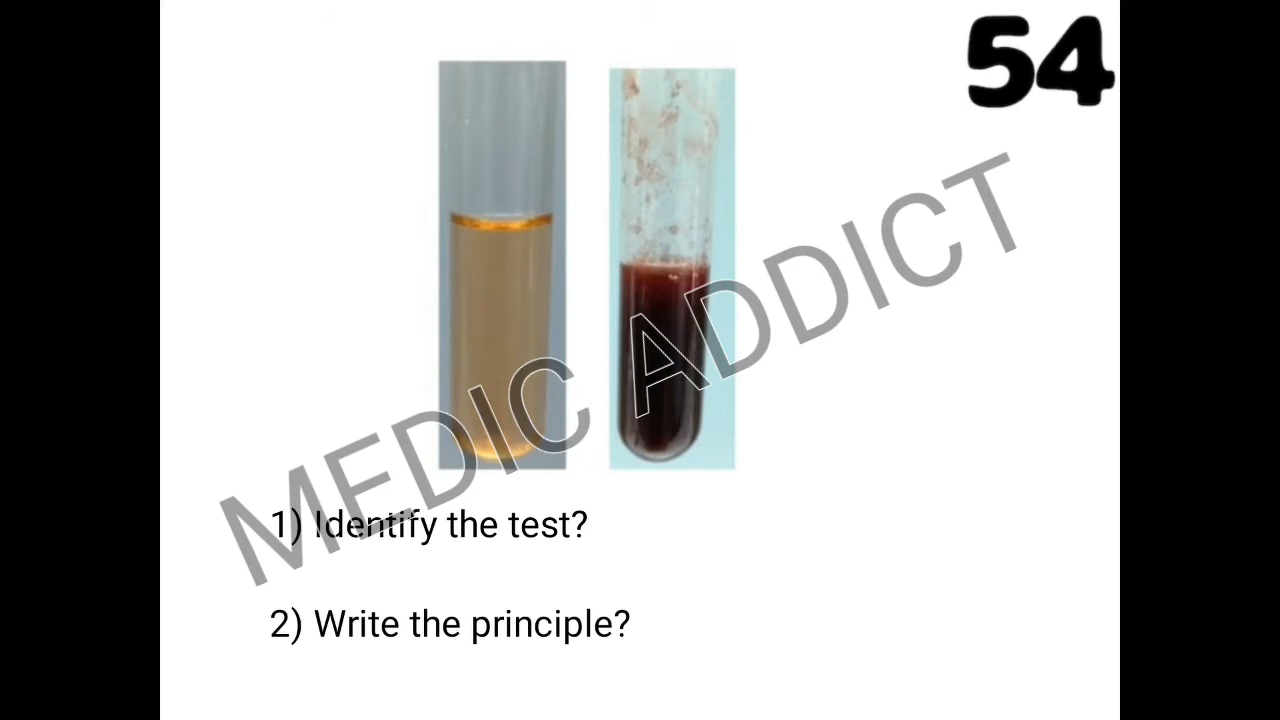 54
MEDIC ADDICT
1) Identify the test?
2) Write the principle?